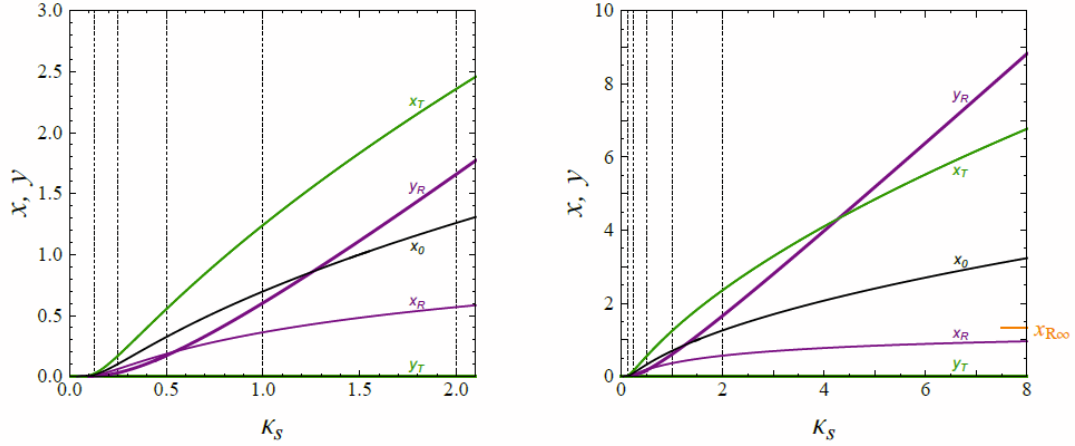 3.0
2.5
2.0
1.5
1.0
0.5
0.0
x, y
x_T
y_R
x_0
x_R
y_T
0.0 0.5 1.0 1.5 2.0
κ_s
10
8
6
4
2
0
x, y
y_R
x_T
x_0
x_R
y_T
x_R∞
0 2 4 6 8
κ_s